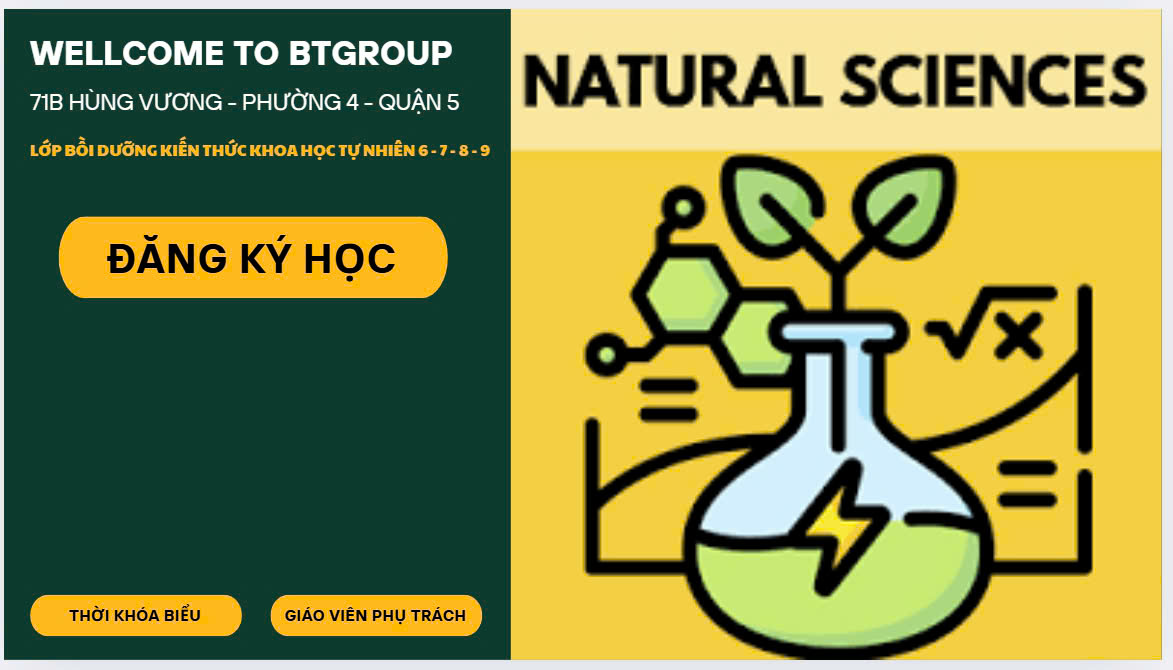 WELLCOME TO BTGROUP
71B HÙNG VƯƠNG - PHƯỜNG 4 - QUẬN 5
LỚP BỒI DƯỠNG KIẾN THỨC KHOA HỌC TỰ NHIÊN 6 - 7 - 8 - 9
ĐĂNG KÝ HỌC
THỜI KHÓA BIỂU
GIÁO VIÊN PHỤ TRÁCH
NATURAL SCIENCES
√x